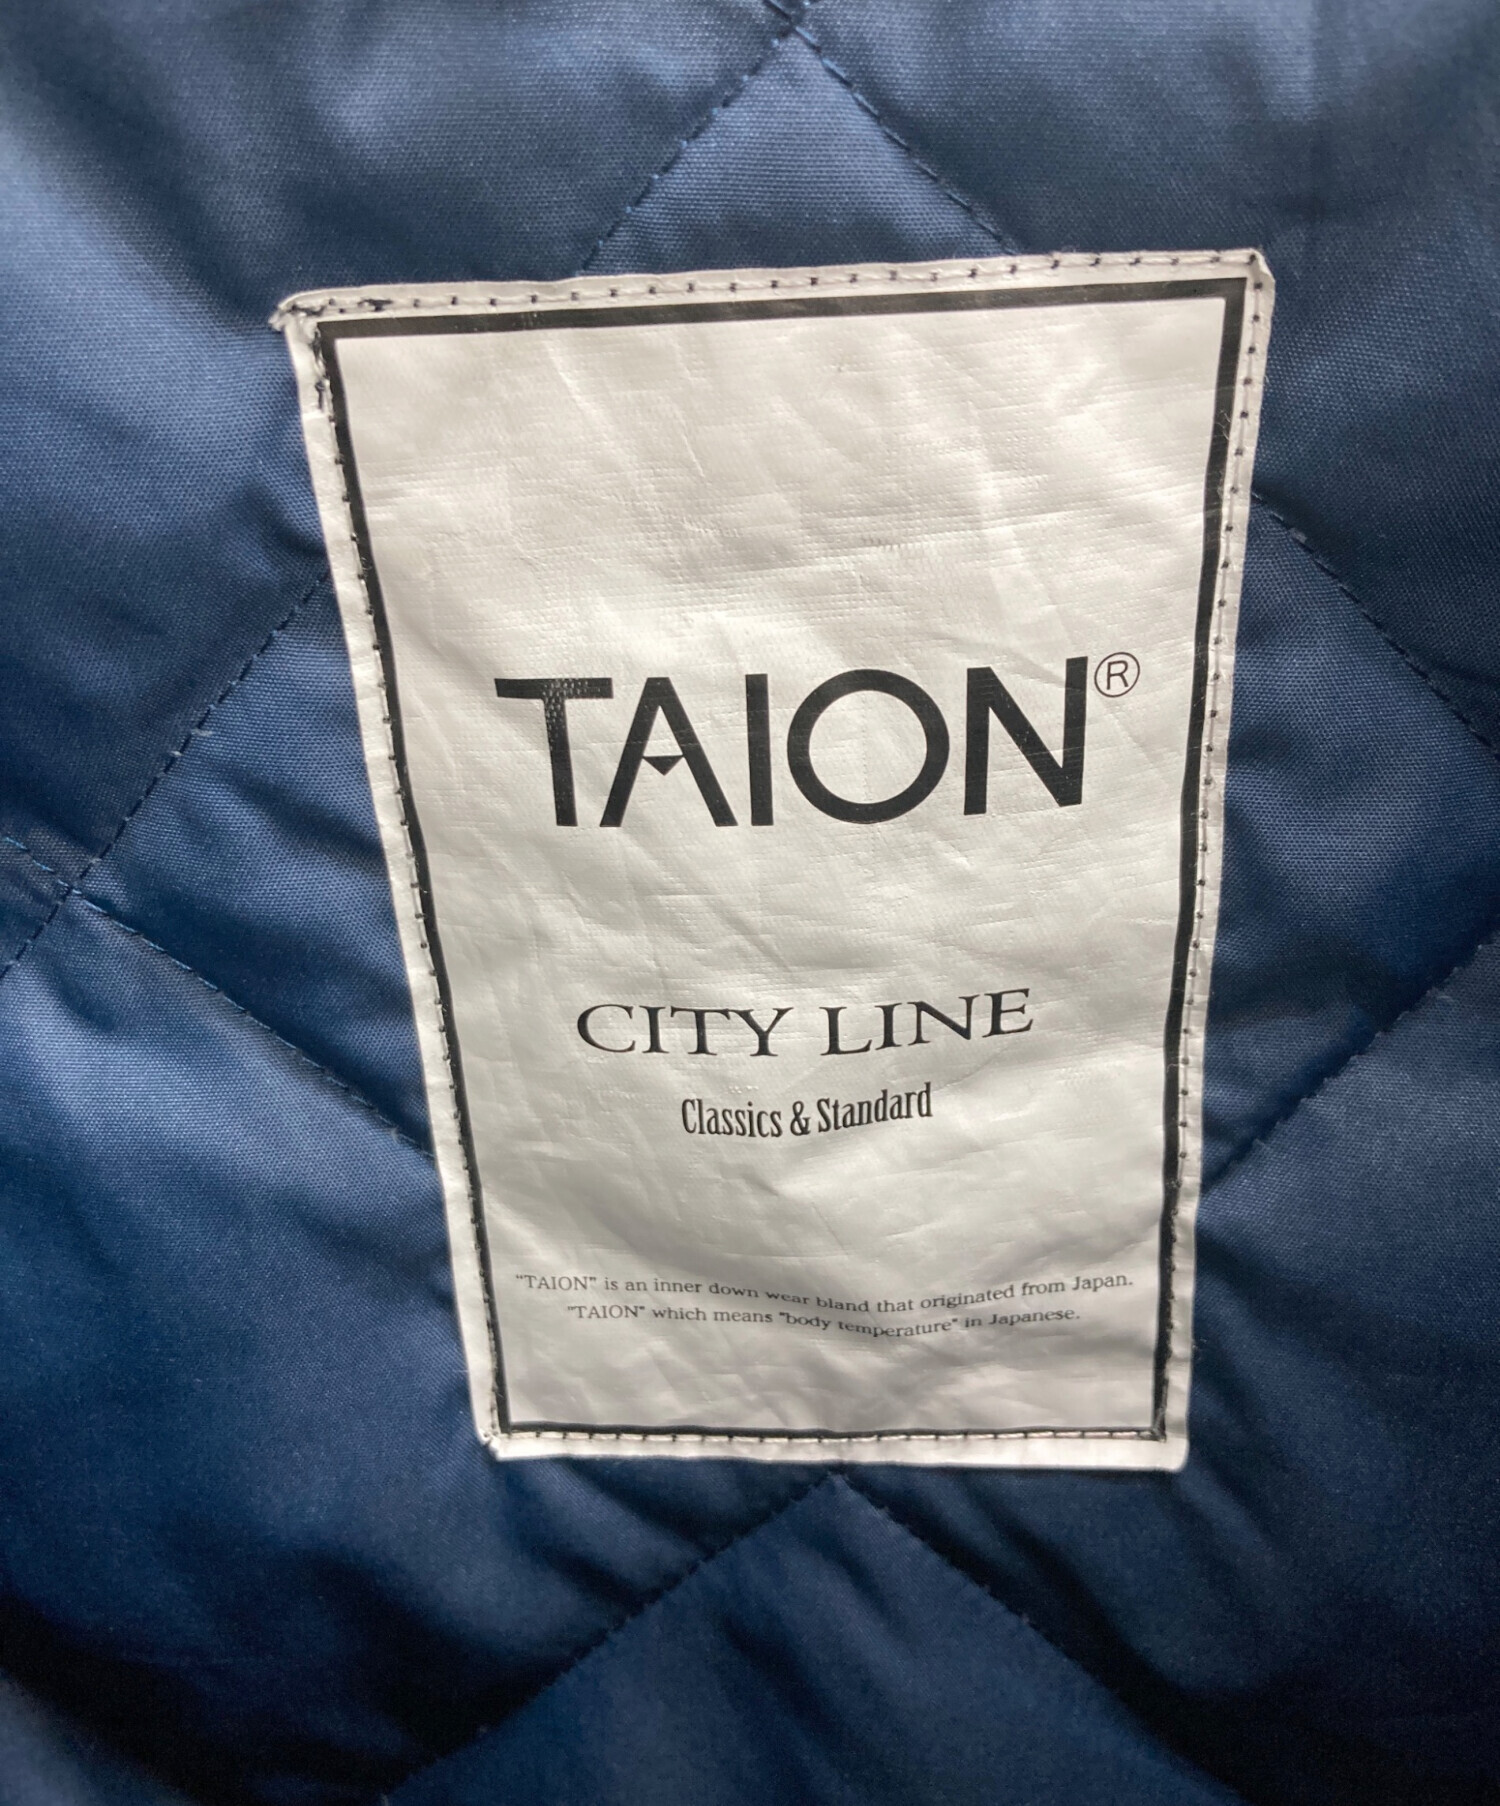 TAION®
CITY LINE
Classics & Standard
"TAION" is an inner down wear bland that originated from Japan.
"TAION" which means "body temperature" in Japanese.